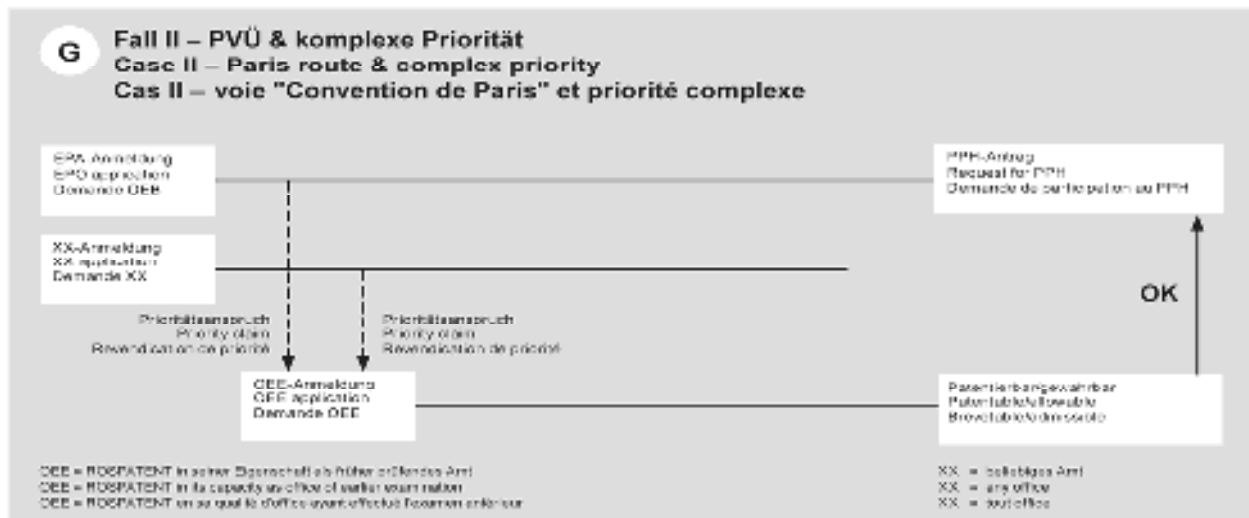 G
Fall II – PVÜ & komplexe Priorität
Case II – Paris route & complex priority
Cas II – voie "Convention de Paris" et priorité complexe
EPA-Anmeldung
EPO application
Demande OEB
PPH-Antrag
Request for PPH
Demande de participation au PPH
XX-Anmeldung
XX application
Demande XX
OK
Prioritätsanspruch
Priority claim
Revendication de priorité
Prioritätsanspruch
Priority claim
Revendication de priorité
OEE-Anmeldung
OEE application
Demande OEE
Patentierbar/gewährbar
Patentable/allowable
Brevetable/admissible
OEE = ROSPATENT in seiner Eigenschaft als früher prüfendes Amt
OEE = ROSPATENT in its capacity as office of earlier examination
OEE = ROSPATENT en sa qualité d'office ayant effectué l'examen antérieur
XX = beliebiges Amt
XX = any office
XX = tout office